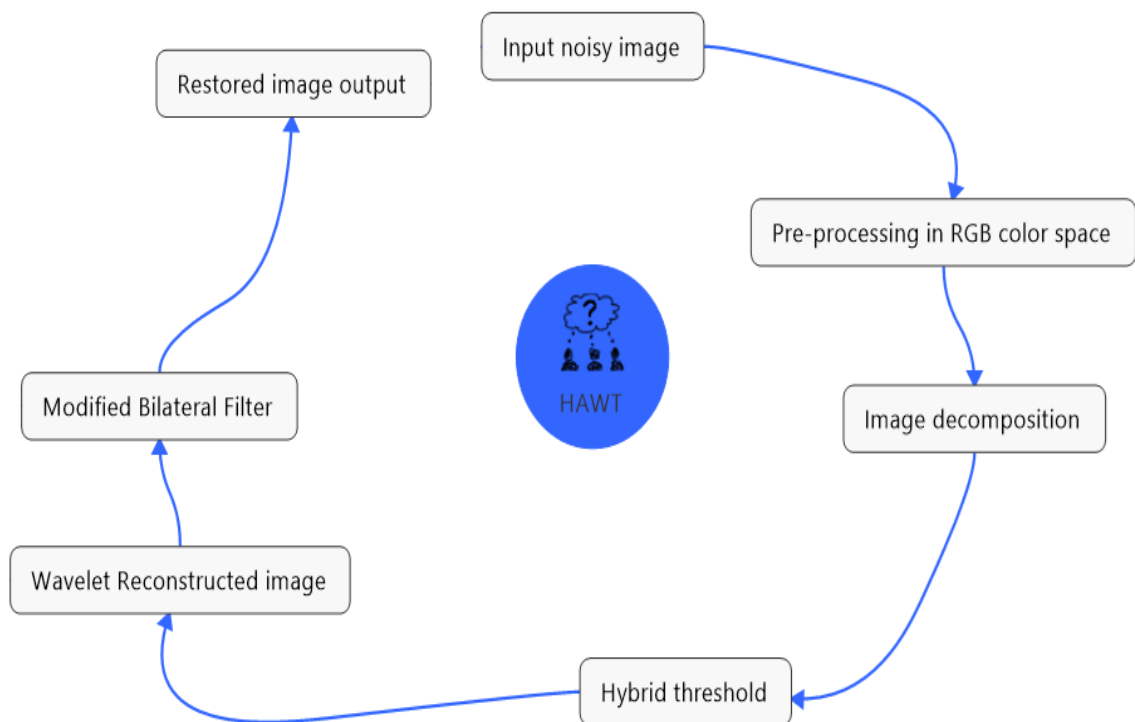 Input noisy image
Restored image output
Pre-processing in RGB color space
?
HAWT
Modified Bilateral Filter
Image decomposition
Wavelet Reconstructed image
Hybrid threshold